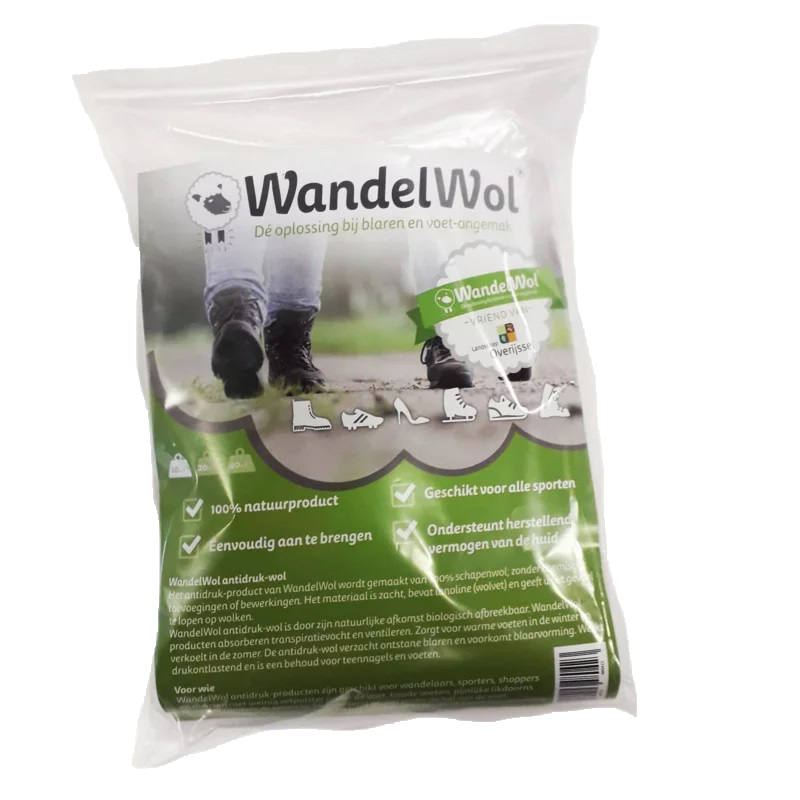 WandelWol®
Dé oplossing bij blaren en voet-ongemak
WandelWol
-VRIEND VAN-
Landschap
Overijssel
100% natuurproduct
Geschikt voor alle sporten
Eenvoudig aan te brengen
Ondersteunt herstellend
vermogen van de huid
WandelWol antidruk-wol
Het antidruk-product van WandelWol wordt gemaakt van 100% schapenwol; zonder
toevoegingen of bewerkingen. Het materiaal is zacht, bevat lanoline (wolvet) en geeft u het gevoel
te lopen op wolken.
WandelWol antidruk-wol is door zijn natuurlijke afkomst biologisch afbreekbaar. WandelWol
producten absorberen transpiratievocht en ventileren. Zorgt voor warme voeten in de winter en
verkoelt in de zomer. De antidruk-wol verzacht ontstane blaren en voorkomt blaarvorming.
drukontlastend en is een behoud voor teennagels en voeten.
Voor wie
WandelWol antidruk-producten zijn geschikt voor wandelaars, sporters, shoppers
koude voeten, pijnlijke likdoorns